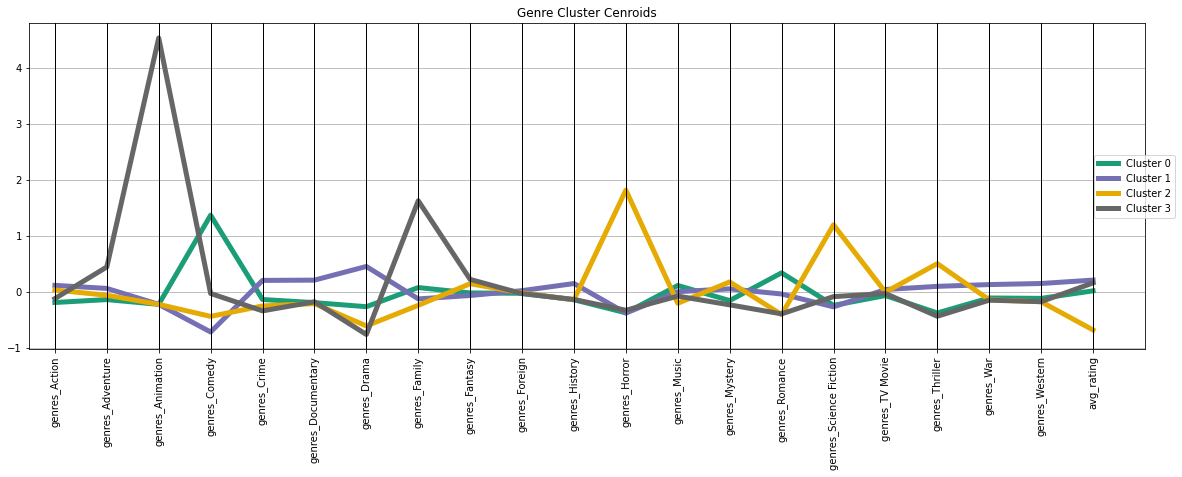 Genre Cluster Cenroids
4
3
2
1
0
−1
genres_Action
genres_Adventure
genres_Animation
genres_Comedy
genres_Crime
genres_Documentary
genres_Drama
genres_Family
genres_Fantasy
genres_Foreign
genres_History
genres_Horror
genres_Music
genres_Mystery
genres_Romance
genres_Science Fiction
genres_TV Movie
genres_Thriller
genres_War
genres_Western
avg_rating
Cluster 0
Cluster 1
Cluster 2
Cluster 3